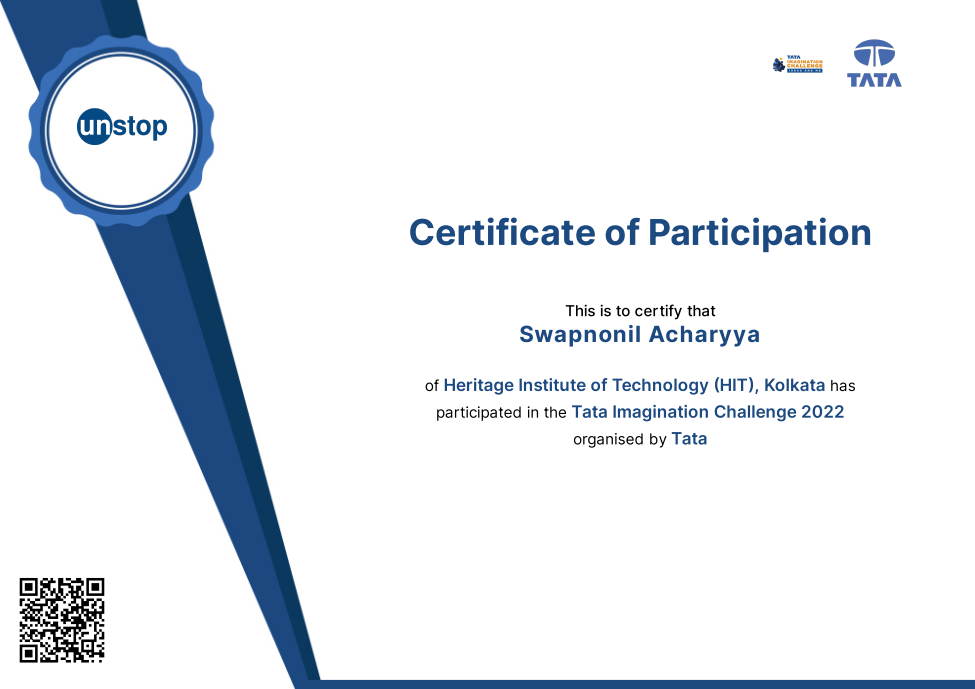 unstop
TATA
IMAGINATION
CHALLENGE
TATA
Certificate of Participation
This is to certify that
Swapnonil Acharyya
of Heritage Institute of Technology (HIT), Kolkata has
participated in the Tata Imagination Challenge 2022
organised by Tata